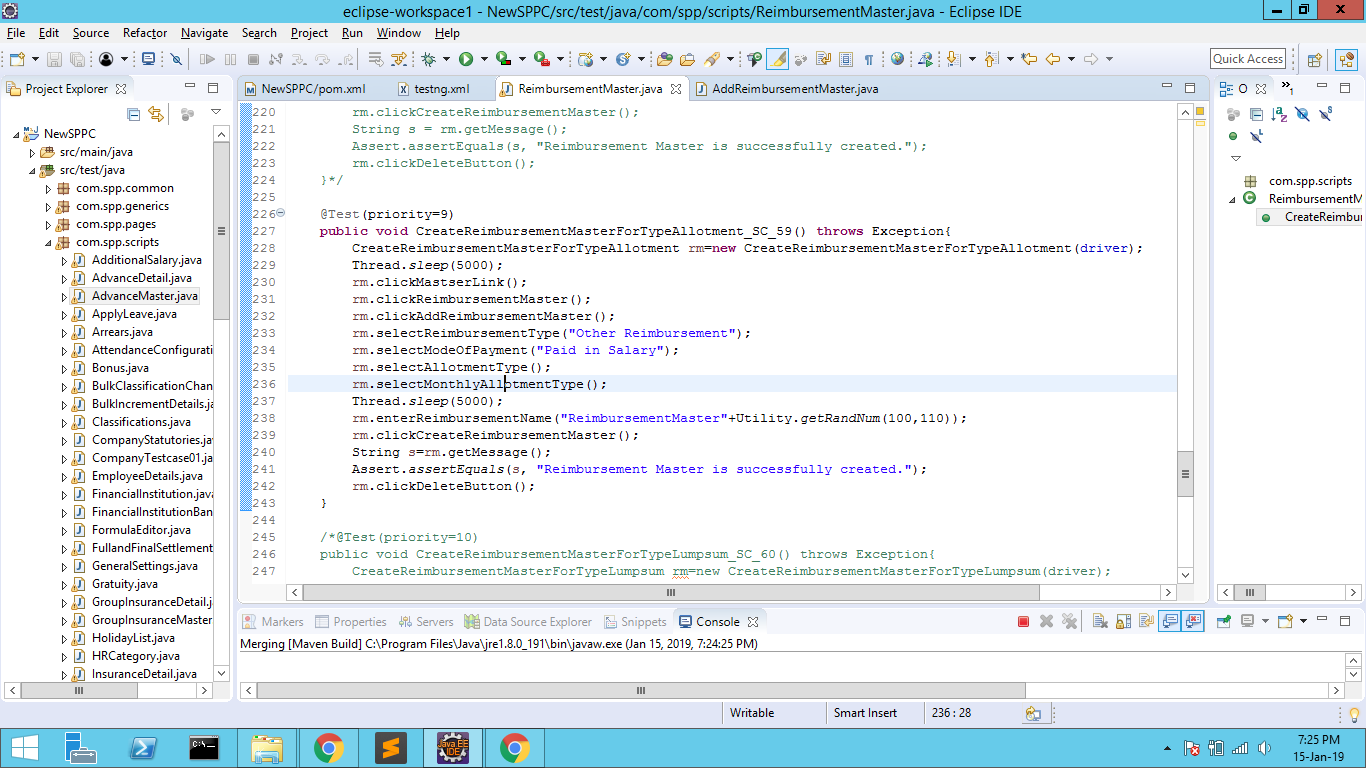 eclipse-workspace1 - NewSPPC/src/test/java/com/spp/scripts/ReimbursementMaster.java - Eclipse IDE
File Edit Source Refactor Navigate Search Project Run Window Help
Quick Access
Project Explorer
NewSPPC
src/main/java
src/test/java
com.spp.common
com.spp.generics
com.spp.pages
com.spp.scripts
AdditionalSalary.java
AdvanceDetail.java
AdvanceMaster.java
ApplyLeave.java
Arrears.java
AttendanceConfigurati
Bonus.java
BulkClassificationChan
BulkIncrementDetails.ja
Classifications.java
CompanyStatutories.jav
CompanyTestcase01.ja
EmployeeDetails.java
FinancialInstitution.java
FinancialInstitutionBan
FormulaEditor.java
FullandFinalSettlement
GeneralSettings.java
Gratuity.java
GroupInsuranceDetail.j
GroupInsuranceMaster
HolidayList.java
HRCategory.java
InsuranceDetail.java
NewSPPC/pom.xml testng.xml ReimbursementMaster.java AddReimbursementMaster.java
220 rm.clickCreateReimbursementMaster();
221 String s = rm.getMessage();
222 Assert.assertEquals(s, "Reimbursement Master is successfully created.");
223 rm.clickDeleteButton();
224 }*/
225
226 @Test(priority=9)
227 public void CreateReimbursementMasterForTypeAllotment_SC_59() throws Exception{
228 CreateReimbursementMasterForTypeAllotment rm=new CreateReimbursementMasterForTypeAllotment(driver);
229 Thread.sleep(5000);
230 rm.clickMastserLink();
231 rm.clickReimbursementMaster();
232 rm.clickAddReimbursementMaster();
233 rm.selectReimbursementType("Other Reimbursement");
234 rm.selectModeOfPayment("Paid in Salary");
235 rm.selectAllotmentType();
236 rm.selectMonthlyAllotmentType();
237 Thread.sleep(5000);
238 rm.enterReimbursementName("ReimbursementMaster"+Utility.getRandNum(100,110));
239 rm.clickCreateReimbursementMaster();
240 String s=rm.getMessage();
241 Assert.assertEquals(s, "Reimbursement Master is successfully created.");
242 rm.clickDeleteButton();
243 }
244
245 /*@Test(priority=10)
246 public void CreateReimbursementMasterForTypeLumpsum_SC_60() throws Exception{
247 CreateReimbursementMasterForTypeLumpsum rm=new CreateReimbursementMasterForTypeLumpsum(driver);
O
»1
com.spp.scripts
ReimbursementM
CreateReimbu
Markers Properties Servers Data Source Explorer Snippets Console
Merging [Maven Build] C:\Program Files\Java\jre1.8.0_191\bin\javaw.exe (Jan 15, 2019, 7:24:25 PM)
Writable Smart Insert 236 : 28
Java EE
IDE
7:25 PM
15-Jan-19